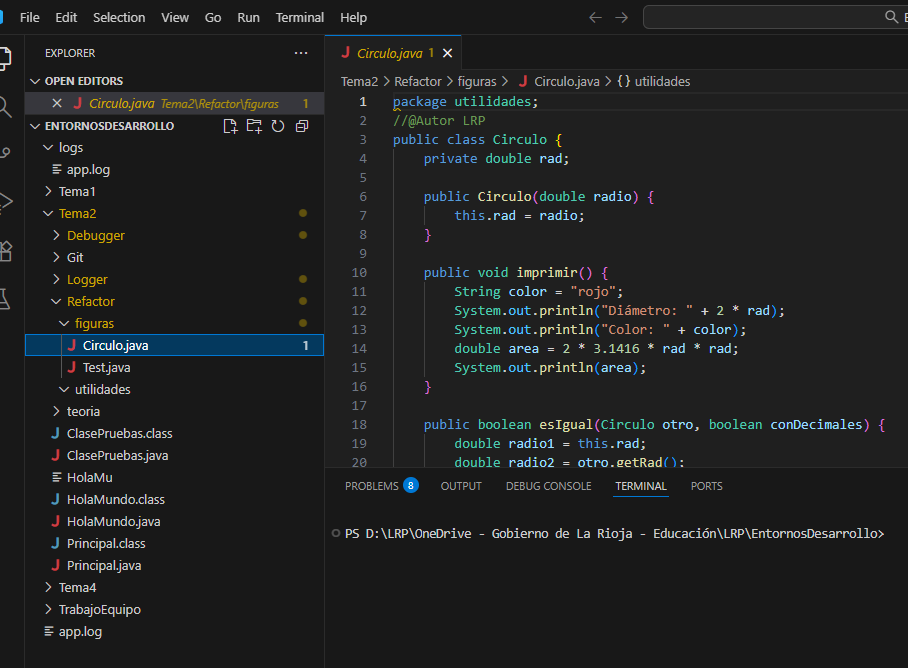 File Edit Selection View Go Run Terminal Help
EXPLORER
OPEN EDITORS
Circulo.java Tema2\Refactor\figuras 1
ENTORNOSDESARROLLO
logs
app.log
Tema1
Tema2
Debugger
Git
Logger
Refactor
figuras
Circulo.java 1
Test.java
utilidades
teoria
ClasePruebas.class
ClasePruebas.java
HolaMu
HolaMundo.class
HolaMundo.java
Principal.class
Principal.java
Tema4
TrabajoEquipo
app.log
Circulo.java 1
Tema2 > Refactor > figuras > Circulo.java > {} utilidades
1 package utilidades;
2 //@Autor LRP
3 public class Circulo {
4 private double rad;
5
6 public Circulo(double radio) {
7 this.rad = radio;
8 }
9
10 public void imprimir() {
11 String color = "rojo";
12 System.out.println("Diámetro: " + 2 * rad);
13 System.out.println("Color: " + color);
14 double area = 2 * 3.1416 * rad * rad;
15 System.out.println(area);
16 }
17
18 public boolean esIgual(Circulo otro, boolean conDecimales) {
19 double radio1 = this.rad;
20 double radio2 = otro.getRad();
PROBLEMS 8 OUTPUT DEBUG CONSOLE TERMINAL PORTS
PS D:\LRP\OneDrive - Gobierno de La Rioja - Educación\LRP\EntornosDesarrollo>